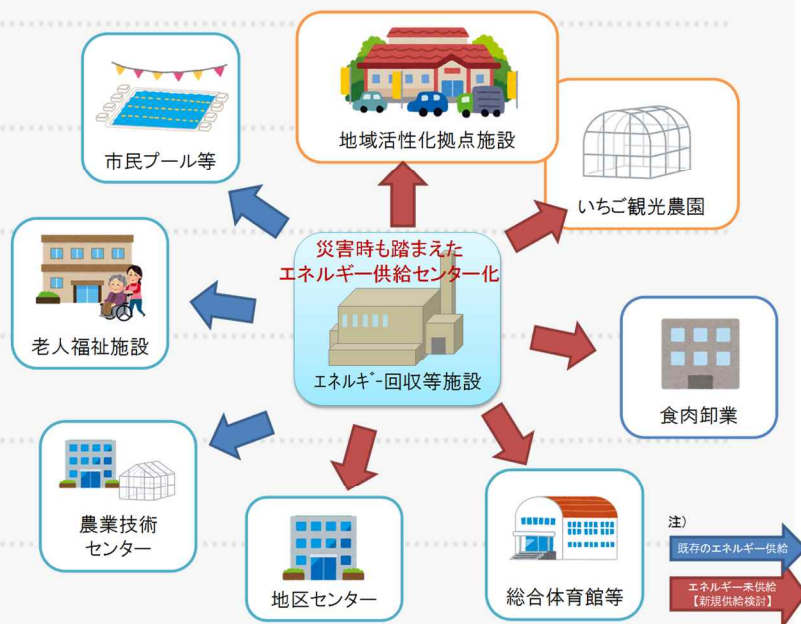 市民プール等
地域活性化拠点施設
いちご観光農園
災害時も踏まえた
エネルギー供給センター化
エネルギー回収等施設
老人福祉施設
食肉卸業
農業技術
センター
地区センター
総合体育館等
注）
既存のエネルギー供給
エネルギー未供給
【新規供給検討】